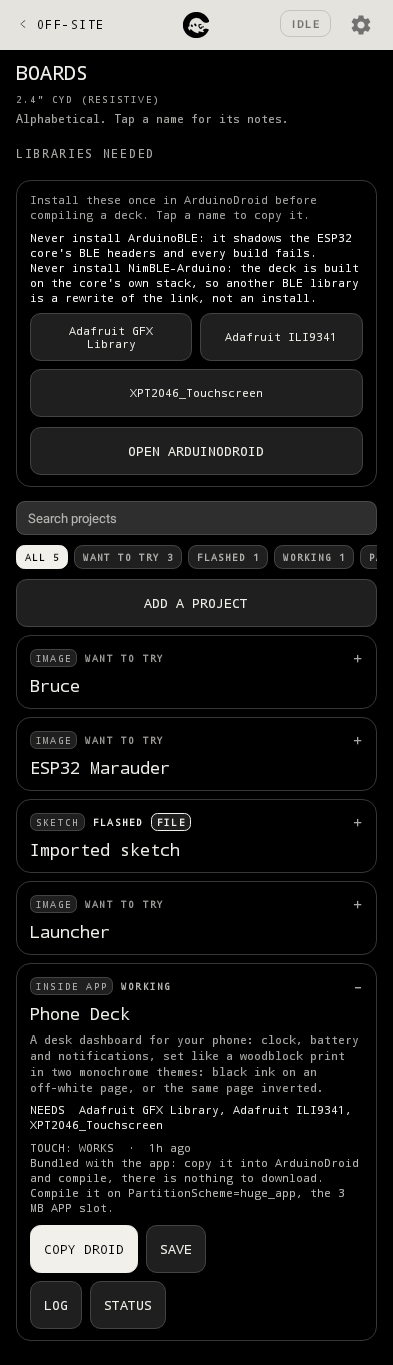 OFF-SITE
IDLE
BOARDS
2.4" CYD (RESISTIVE)
Alphabetical. Tap a name for its notes.
LIBRARIES NEEDED
Install these once in ArduinoDroid before
compiling a deck. Tap a name to copy it.
Never install ArduinoBLE: it shadows the ESP32
core's BLE headers and every build fails.
Never install NimBLE-Arduino: the deck is built
on the core's own stack, so another BLE library
is a rewrite of the link, not an install.
Adafruit GFX
Library
Adafruit ILI9341
XPT2046_Touchscreen
OPEN ARDUINODROID
Search projects
ALL 5 WANT TO TRY 3 FLASHED 1 WORKING 1
ADD A PROJECT
IMAGE WANT TO TRY +
Bruce
IMAGE WANT TO TRY +
ESP32 Marauder
SKETCH FLASHED FILE +
Imported sketch
IMAGE WANT TO TRY +
Launcher
INSIDE APP WORKING –
Phone Deck
A desk dashboard for your phone: clock, battery
and notifications, set like a woodblock print
in two monochrome themes: black ink on an
off-white page, or the same page inverted.
NEEDS Adafruit GFX Library, Adafruit ILI9341,
XPT2046_Touchscreen
TOUCH: WORKS · 1h ago
Bundled with the app: copy it into ArduinoDroid
and compile, there is nothing to download.
Compile it on PartitionScheme=huge_app, the 3
MB APP slot.
COPY DROID
SAVE
LOG
STATUS